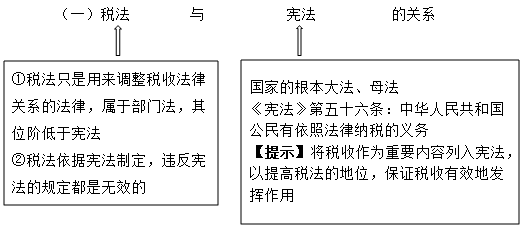 （一）税法 与 宪法 的关系
①税法只是用来调整税收法律
关系的法律，属于部门法，其
位阶低于宪法
②税法依据宪法制定，违反宪
法的规定都是无效的
国家的根本大法、母法
《宪法》第五十六条：中华人民共和国
公民有依照法律纳税的义务
【提示】将税收作为重要内容列入宪法，
以提高税法的地位，保证税收有效地发
挥作用